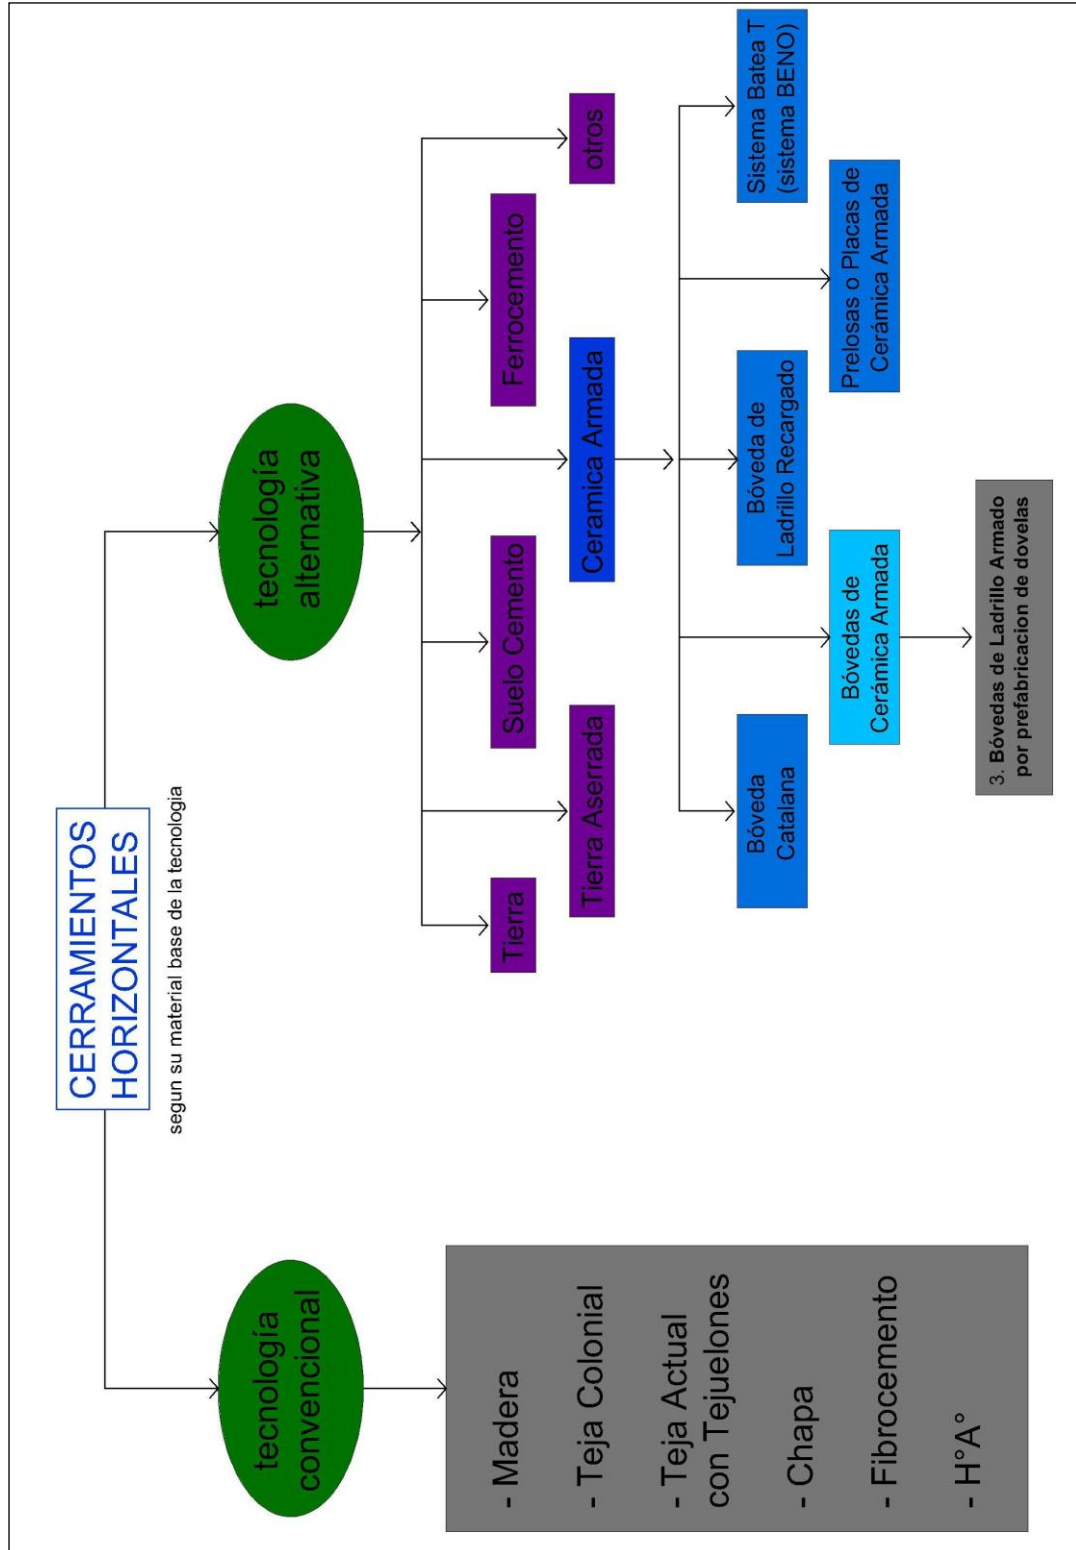 CERRAMIENTOS
HORIZONTALES
segun su material base de la tecnologia
tecnología
convencional
- Madera
- Teja Colonial
- Teja Actual
con Tejuelones
- Chapa
- Fibrocemento
- H°A°
tecnología
alternativa
Tierra
Tierra Aserrada
Suelo Cemento
Ceramica Armada
Ferrocemento
otros
Bóveda
Catalana
Bóvedas de
Cerámica Armada
Bóveda de
Ladrillo Recargado
Prelosas o Placas de
Cerámica Armada
Sistema Batea T
(sistema BENO)
3. Bóvedas de Ladrillo Armado
por prefabricacion de dovelas